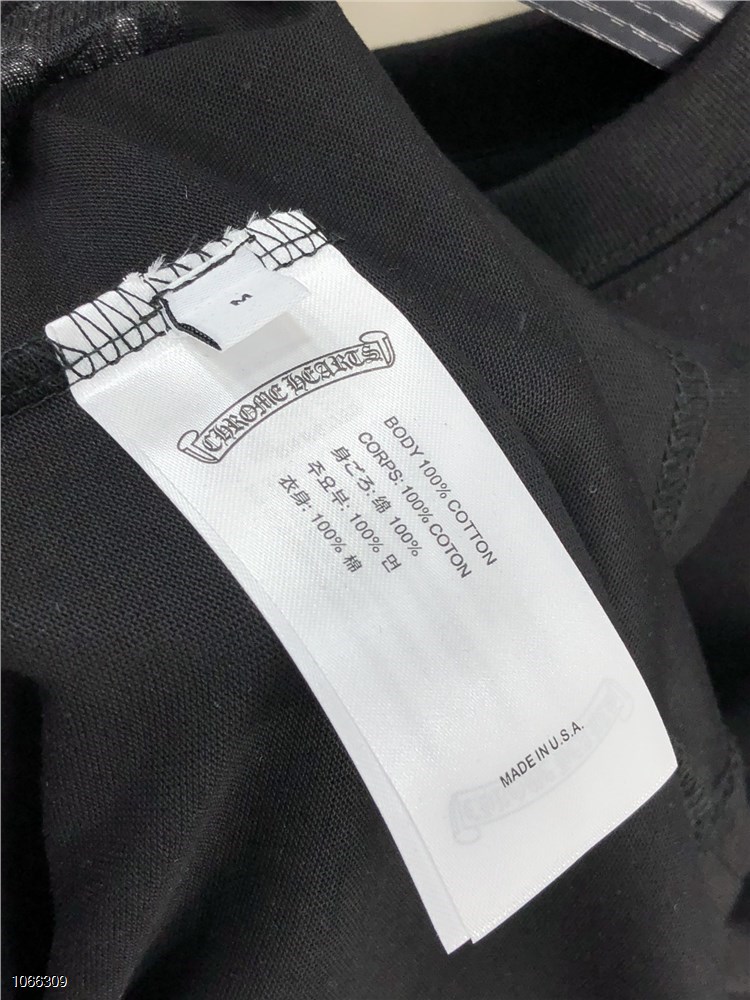 M
CHROME HEARTS
BODY 100% COTTON
CORPS: 100% COTON
身ごろ: 绵 100%
주요부: 100% 면
衣身: 100% 棉
MADE IN U.S.A.
1066309